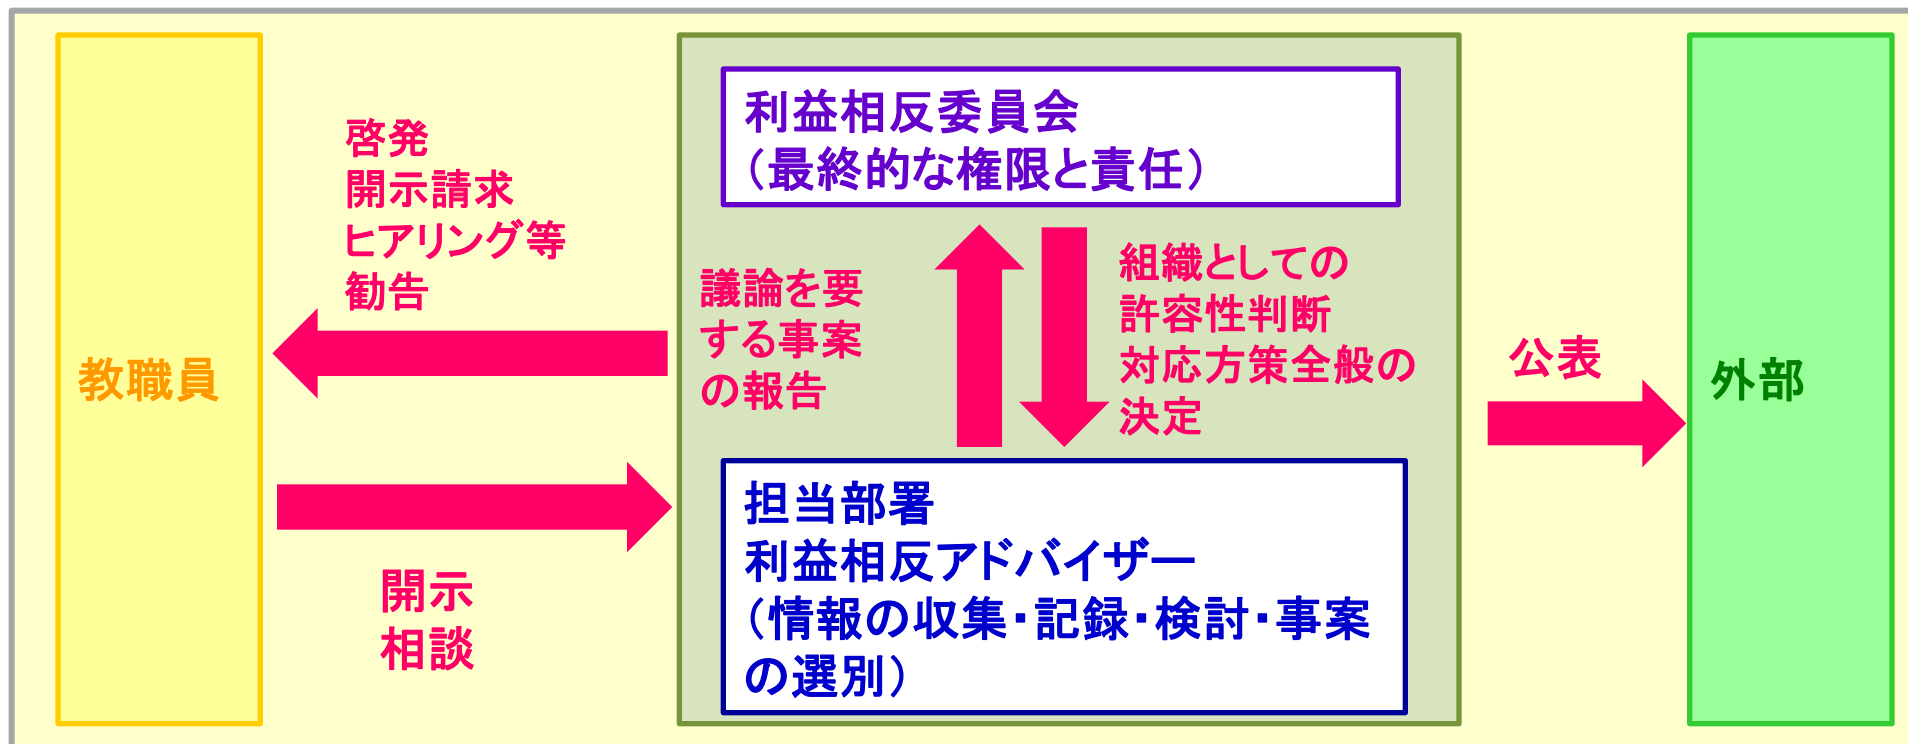 教職員
啓発
開示請求
ヒアリング等
勧告
開示
相談
利益相反委員会
（最終的な権限と責任）
議論を要
する事案
の報告
組織としての
許容性判断
対応方策全般の
決定
担当部署
利益相反アドバイザー
（情報の収集・記録・検討・事案
の選別）
公表
外部